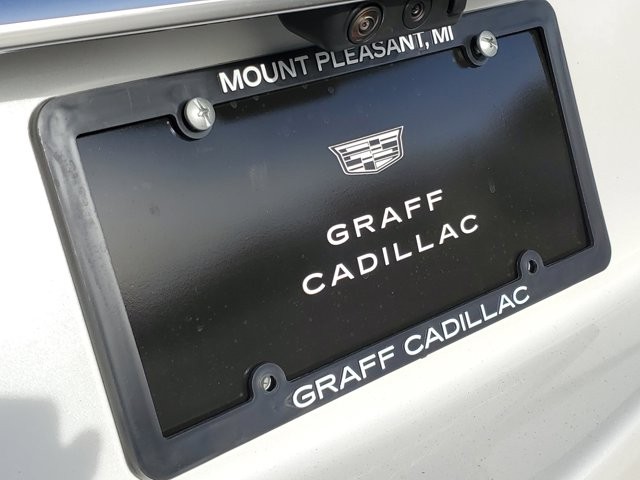 MOUNT PLEASANT, MI
GRAFF
CADILLAC
GRAFF CADILLAC